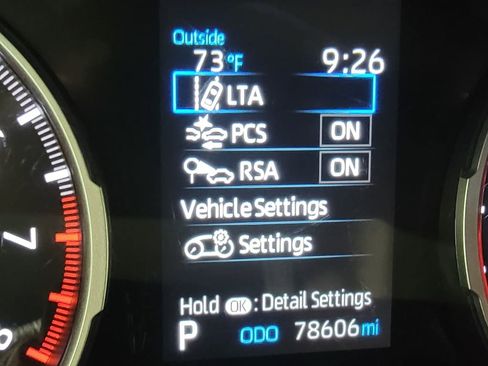 Outside
73°F 9:26
LTA
PCS ON
RSA ON
Vehicle Settings
Settings
Hold OK : Detail Settings
P ODO 78606 mi
7